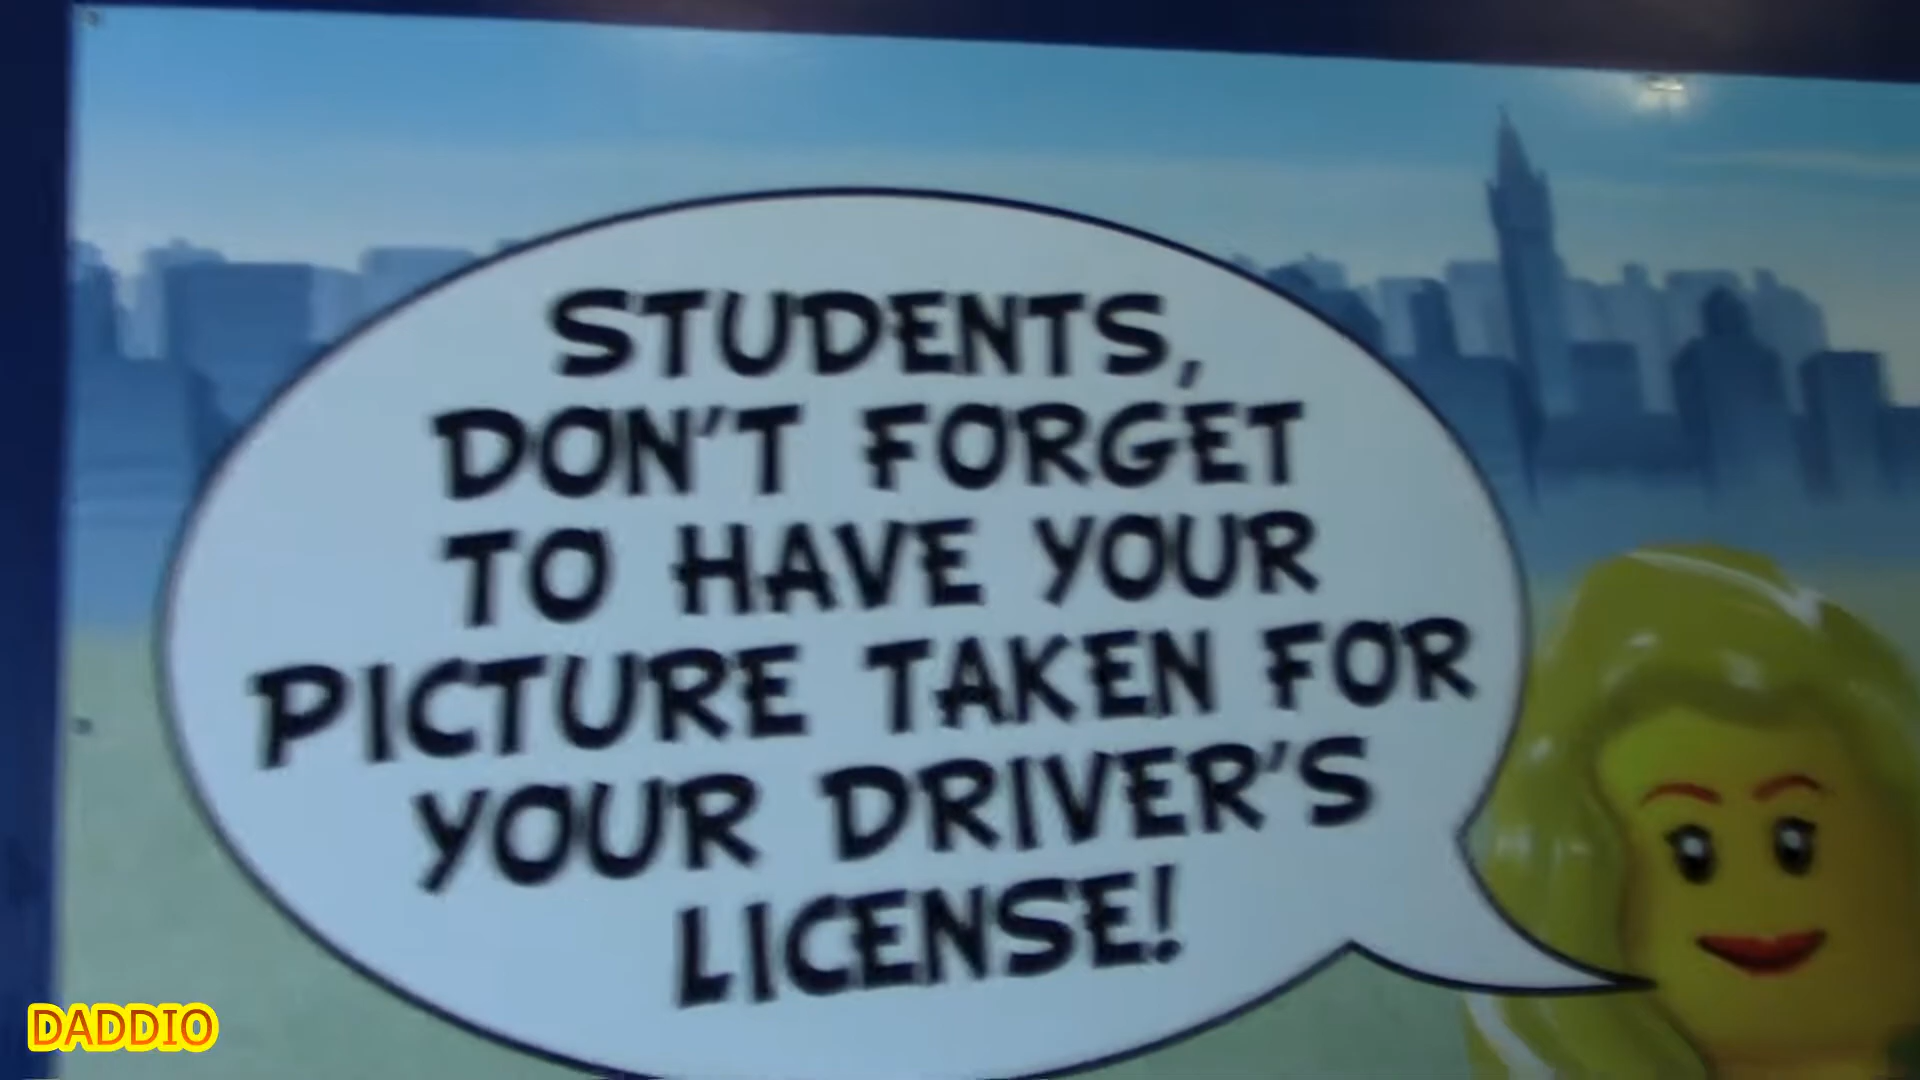 STUDENTS,
DON'T FORGET
TO HAVE YOUR
PICTURE TAKEN FOR
YOUR DRIVER'S
LICENSE!
DADDIO